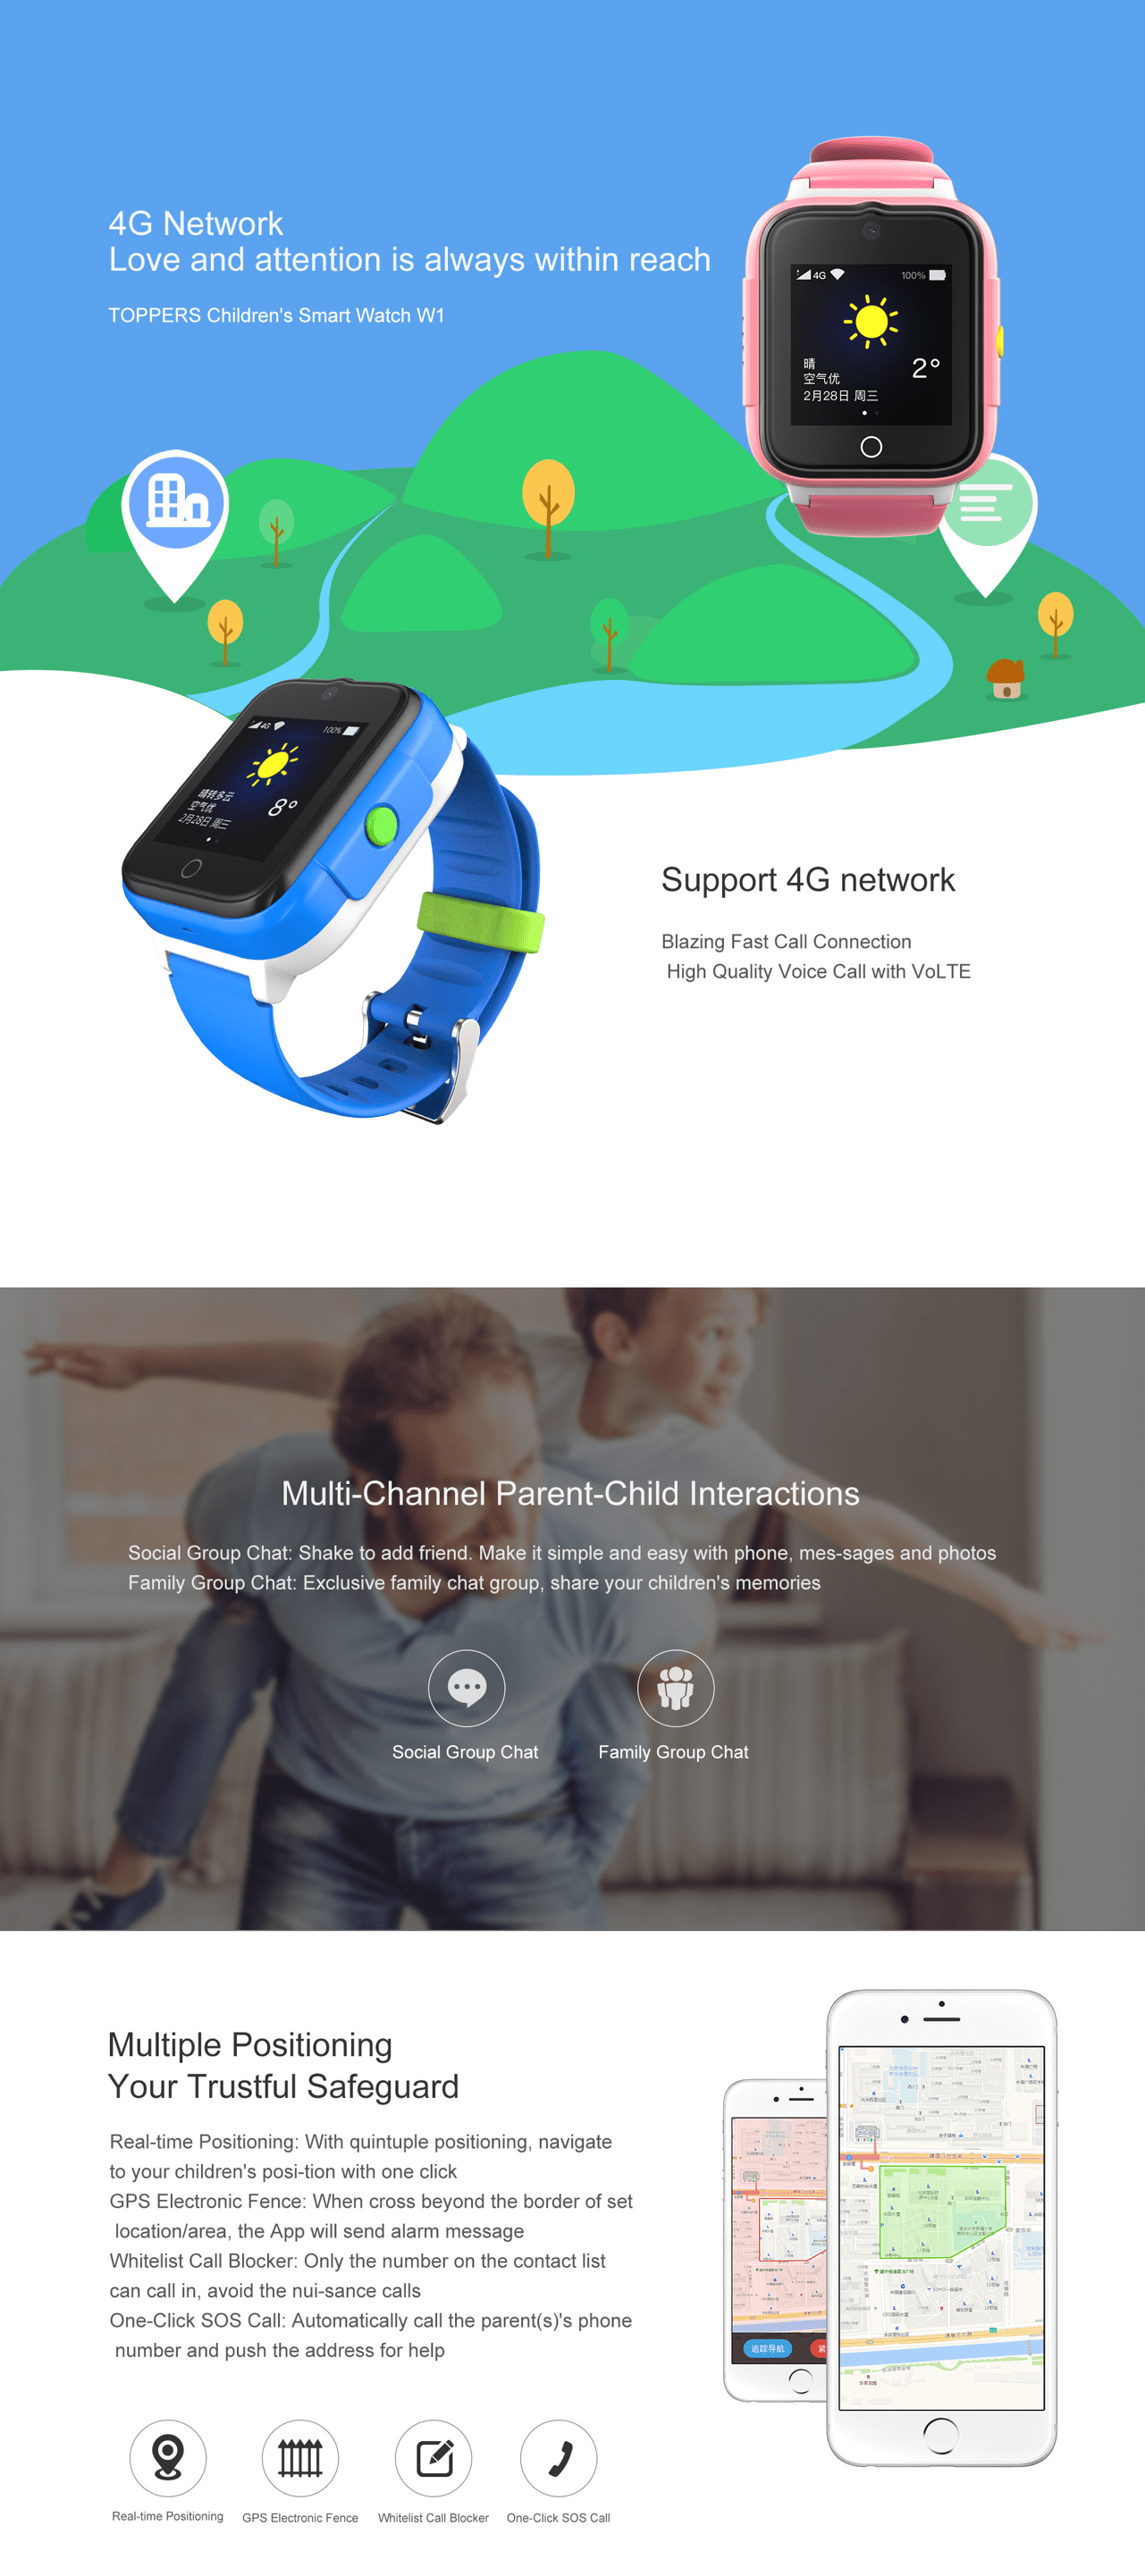 4G Network
Love and attention is always within reach
TOPPERS Children's Smart Watch W1
4G
100%
晴
空气优
2月28日 周三
2°
4G
100%
晴转多云
空气优
2月28日 周三
8°
Support 4G network
Blazing Fast Call Connection
High Quality Voice Call with VoLTE
Multi-Channel Parent-Child Interactions
Social Group Chat: Shake to add friend. Make it simple and easy with phone, mes-sages and photos
Family Group Chat: Exclusive family chat group, share your children's memories
Social Group Chat
Family Group Chat
Multiple Positioning
Your Trustful Safeguard
Real-time Positioning: With quintuple positioning, navigate
to your children's posi-tion with one click
GPS Electronic Fence: When cross beyond the border of set
location/area, the App will send alarm message
Whitelist Call Blocker: Only the number on the contact list
can call in, avoid the nui-sance calls
One-Click SOS Call: Automatically call the parent(s)'s phone
number and push the address for help
追踪导航
紧
Real-time Positioning
GPS Electronic Fence
Whitelist Call Blocker
One-Click SOS Call